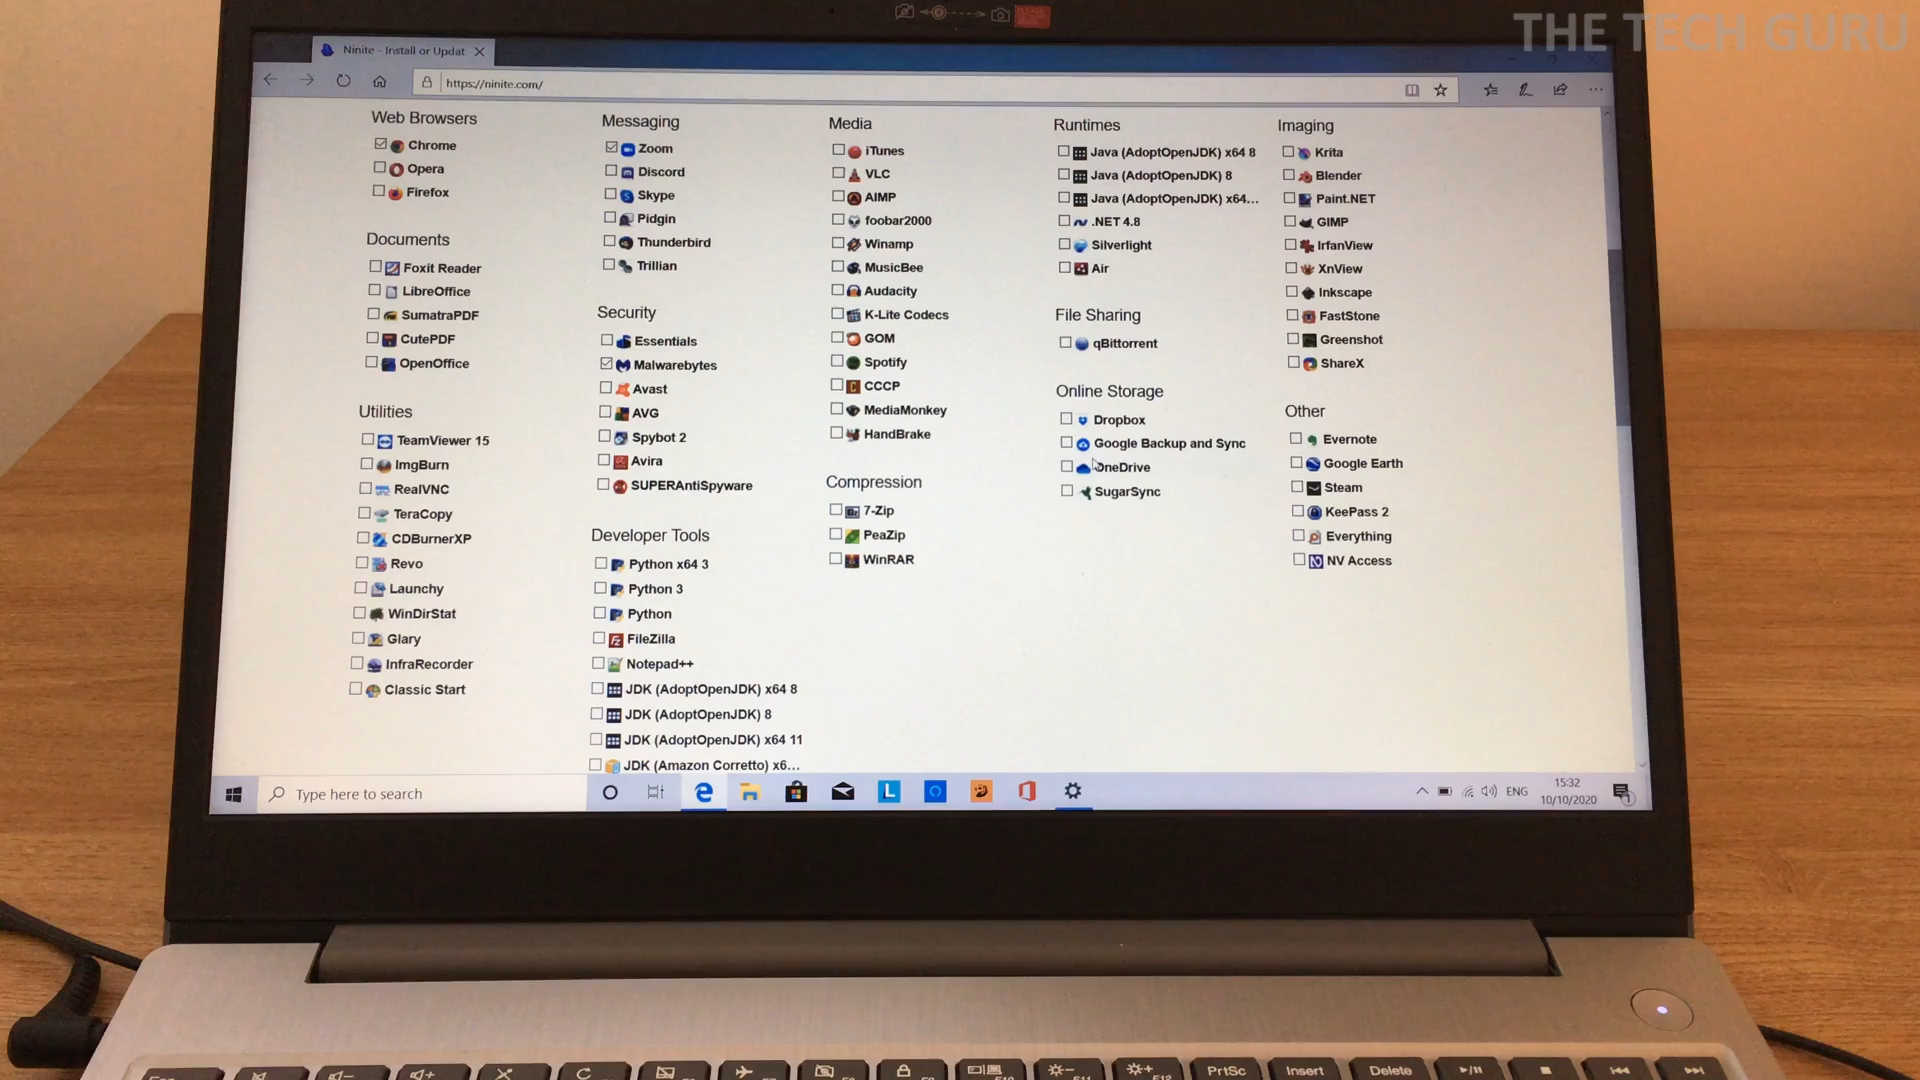 THE TECH GURU
Ninite - Install or Updat
https://ninite.com/
Web Browsers
Chrome
Opera
Firefox
Documents
Foxit Reader
LibreOffice
SumatraPDF
CutePDF
OpenOffice
Utilities
TeamViewer 15
ImgBurn
RealVNC
TeraCopy
CDBurnerXP
Revo
Launchy
WinDirStat
Glary
InfraRecorder
Classic Start
Messaging
Zoom
Discord
Skype
Pidgin
Thunderbird
Trillian
Security
Essentials
Malwarebytes
Avast
AVG
Spybot 2
Avira
SUPERAntiSpyware
Developer Tools
Python x64 3
Python 3
Python
FileZilla
Notepad++
JDK (AdoptOpenJDK) x64 8
JDK (AdoptOpenJDK) 8
JDK (AdoptOpenJDK) x64 11
JDK (Amazon Corretto) x6...
Media
iTunes
VLC
AIMP
foobar2000
Winamp
MusicBee
Audacity
K-Lite Codecs
GOM
Spotify
CCCP
MediaMonkey
HandBrake
Compression
7-Zip
PeaZip
WinRAR
Runtimes
Java (AdoptOpenJDK) x64 8
Java (AdoptOpenJDK) 8
Java (AdoptOpenJDK) x64...
.NET 4.8
Silverlight
Air
File Sharing
qBittorrent
Online Storage
Dropbox
Google Backup and Sync
OneDrive
SugarSync
Imaging
Krita
Blender
Paint.NET
GIMP
IrfanView
XnView
Inkscape
FastStone
Greenshot
ShareX
Other
Evernote
Google Earth
Steam
KeePass 2
Everything
NV Access
Type here to search
L
ENG
15:32
10/10/2020
1
PrtSc
Insert
Delete